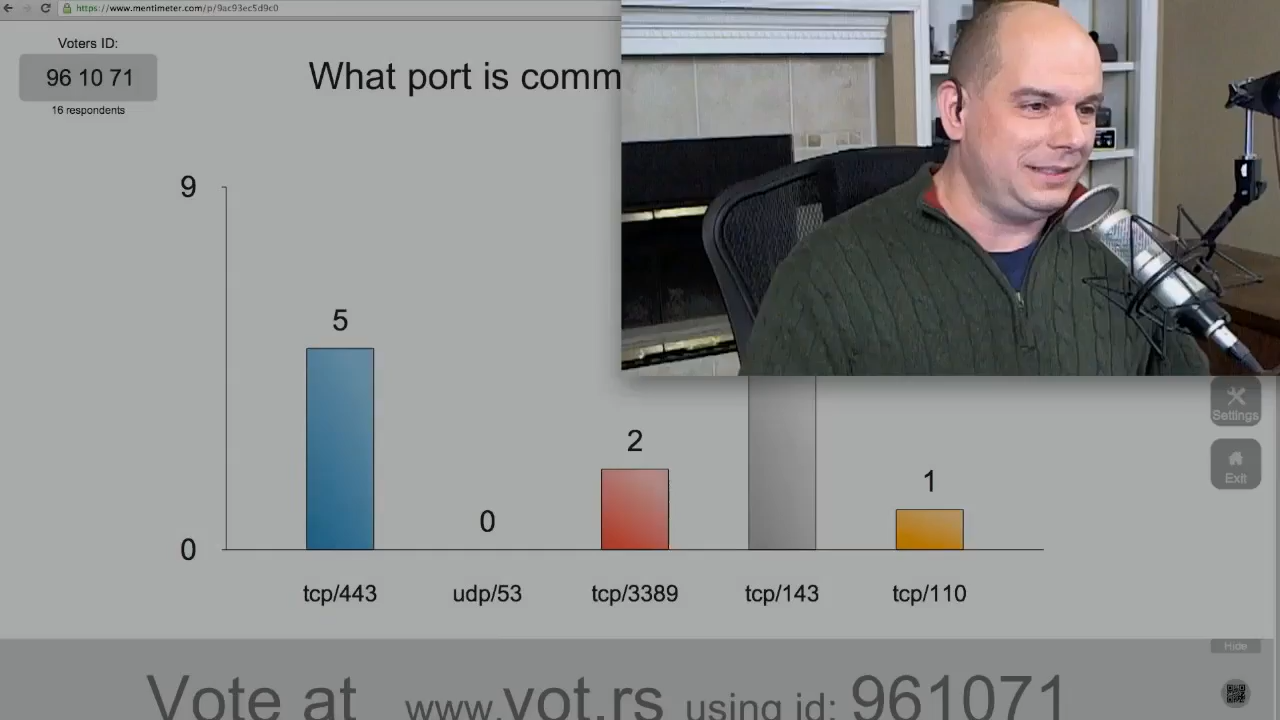 https://www.mentimeter.com/p/9ac93ec5d9c0
Voters ID:
96 10 71
16 respondents
What port is comm
9
5
2
1
0
0
tcp/443
udp/53
tcp/3389
tcp/143
tcp/110
Settings
Exit
Hide
Vote at www.vot.rs using id: 961071